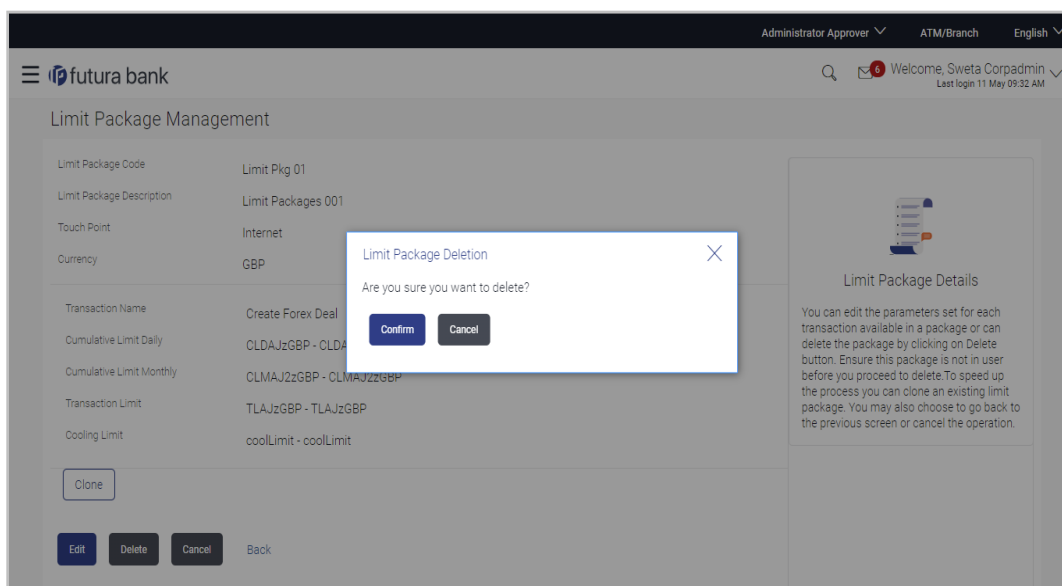 Administrator Approver ATM/Branch English
futura bank 6 Welcome, Sweta Corpadmin
Last login 11 May 09:32 AM
Limit Package Management
Limit Package Code Limit Pkg 01
Limit Package Description Limit Packages 001
Touch Point Internet
Currency GBP
Limit Package Deletion
Are you sure you want to delete?
Confirm Cancel
Transaction Name Create Forex Deal
Cumulative Limit Daily CLDAJzGBP - CLDA
Cumulative Limit Monthly CLMAJ2zGBP - CLMAJ2zGBP
Transaction Limit TLAJzGBP - TLAJzGBP
Cooling Limit coolLimit - coolLimit
Clone
Edit Delete Cancel Back
Limit Package Details
You can edit the parameters set for each
transaction available in a package or can
delete the package by clicking on Delete
button. Ensure this package is not in user
before you proceed to delete.To speed up
the process you can clone an existing limit
package. You may also choose to go back to
the previous screen or cancel the operation.